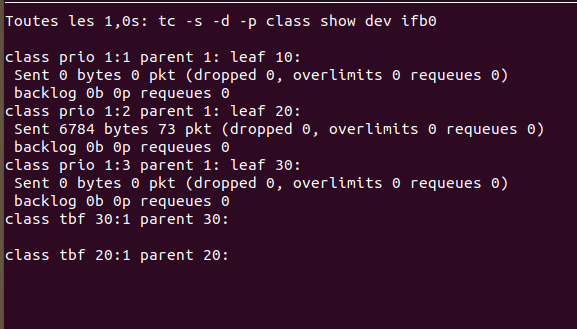 Toutes les 1,0s: tc -s -d -p class show dev ifb0
class prio 1:1 parent 1: leaf 10:
Sent 0 bytes 0 pkt (dropped 0, overlimits 0 requeues 0)
backlog 0b 0p requeues 0
class prio 1:2 parent 1: leaf 20:
Sent 6784 bytes 73 pkt (dropped 0, overlimits 0 requeues 0)
backlog 0b 0p requeues 0
class prio 1:3 parent 1: leaf 30:
Sent 0 bytes 0 pkt (dropped 0, overlimits 0 requeues 0)
backlog 0b 0p requeues 0
class tbf 30:1 parent 30:
class tbf 20:1 parent 20: